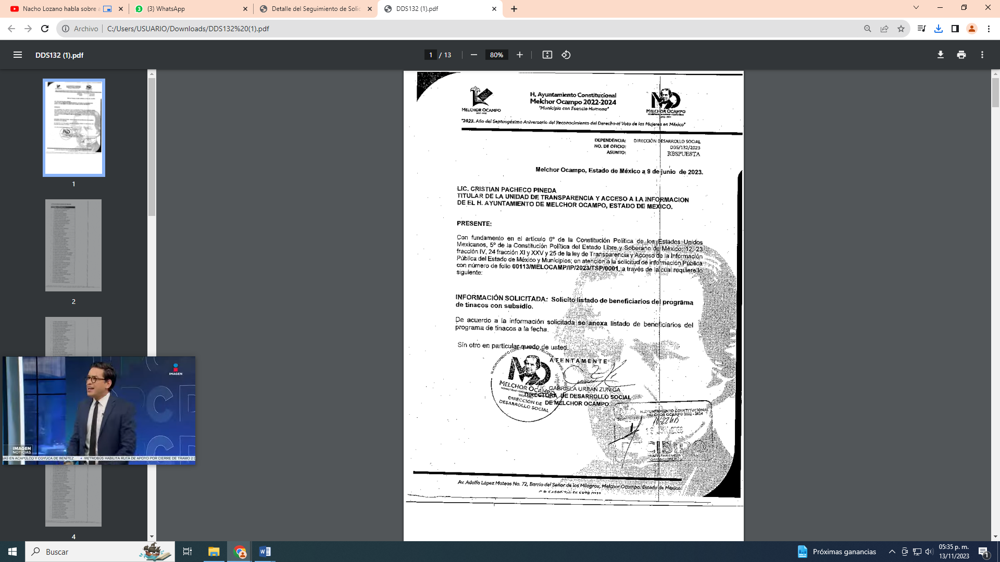 Nacho Lozano habla sobre a
(3) WhatsApp
Detalle del Seguimiento de Solic
DDS132 (1).pdf
Archivo
C:/Users/USUARIO/Downloads/DDS132%20(1).pdf
DDS132 (1).pdf
1 / 13
80%
H. Ayuntamiento Constitucional
Melchor Ocampo 2022-2024
"Municipio con Esencia Humana"
MELCHOR OCAMPO
MELCHOR OCAMPO
"2023. Año del Septuagésimo Aniversario del Reconocimiento del Derecho al Voto de las Mujeres en México"
DEPENDENCIA: DIRECCIÓN DESARROLLO SOCIAL
NO. DE OFICIO: DDS/132/2023
ASUNTO: RESPUESTA
Melchor Ocampo, Estado de México a 9 de junio de 2023.
LIC. CRISTIAN PACHECO PINEDA
TITULAR DE LA UNIDAD DE TRANSPARENCIA Y ACCESO A LA INFORMACION
DE EL H. AYUNTAMIENTO DE MELCHOR OCAMPO, ESTADO DE MEXICO.
PRESENTE:
Con fundamento en el articulo 6º de la Constitución Política de los Estados Unidos
Mexicanos, 5º de la Constitución Política del Estado Libre y Soberano de México; 12, 23
fracción IV, 24 fracción XI y XXV y 25 de la ley de Transparencia y Acceso de la Información
Pública del Estado de México y Municipios; en atención a la solicitud de información Pública
con número de folio 00113/MELOCAMP/IP/2023/TSP/0001, a través de la cual requiere lo
siguiente:
INFORMACIÓN SOLICITADA: Solicito listado de beneficiarios del programa
de tinacos con subsidio.
De acuerdo a la información solicitada se anexa listado de beneficiarios del
programa de tinacos a la fecha.
Sin otro en particular quedo de usted.
ATENTAMENTE
GABRIELA URBAN ZUÑIGA
DIRECTORA DE DESARROLLO SOCIAL
DE MELCHOR OCAMPO
MELCHOR OCAMPO
DIRECCION DE
DESARROLLO SOCIAL
H. AYUNTAMIENTO CONSTITUCIONAL
MELCHOR OCAMPO 2022 - 2024
Av. Adolfo López Mateos No. 72, Barrio del Señor de los Milagros, Melchor Ocampo, Estado de México.
1
2
4
IMAGEN
IMAGEN
NOTICIAS
GAS EN ACAPULCO Y COYUCA DE BENÍTEZ • METROBÚS HABILITA RUTA DE APOYO POR CIERRE DE TRAMO 2 D
Buscar
Próximas ganancias
05:35 p. m.
13/11/2023
1